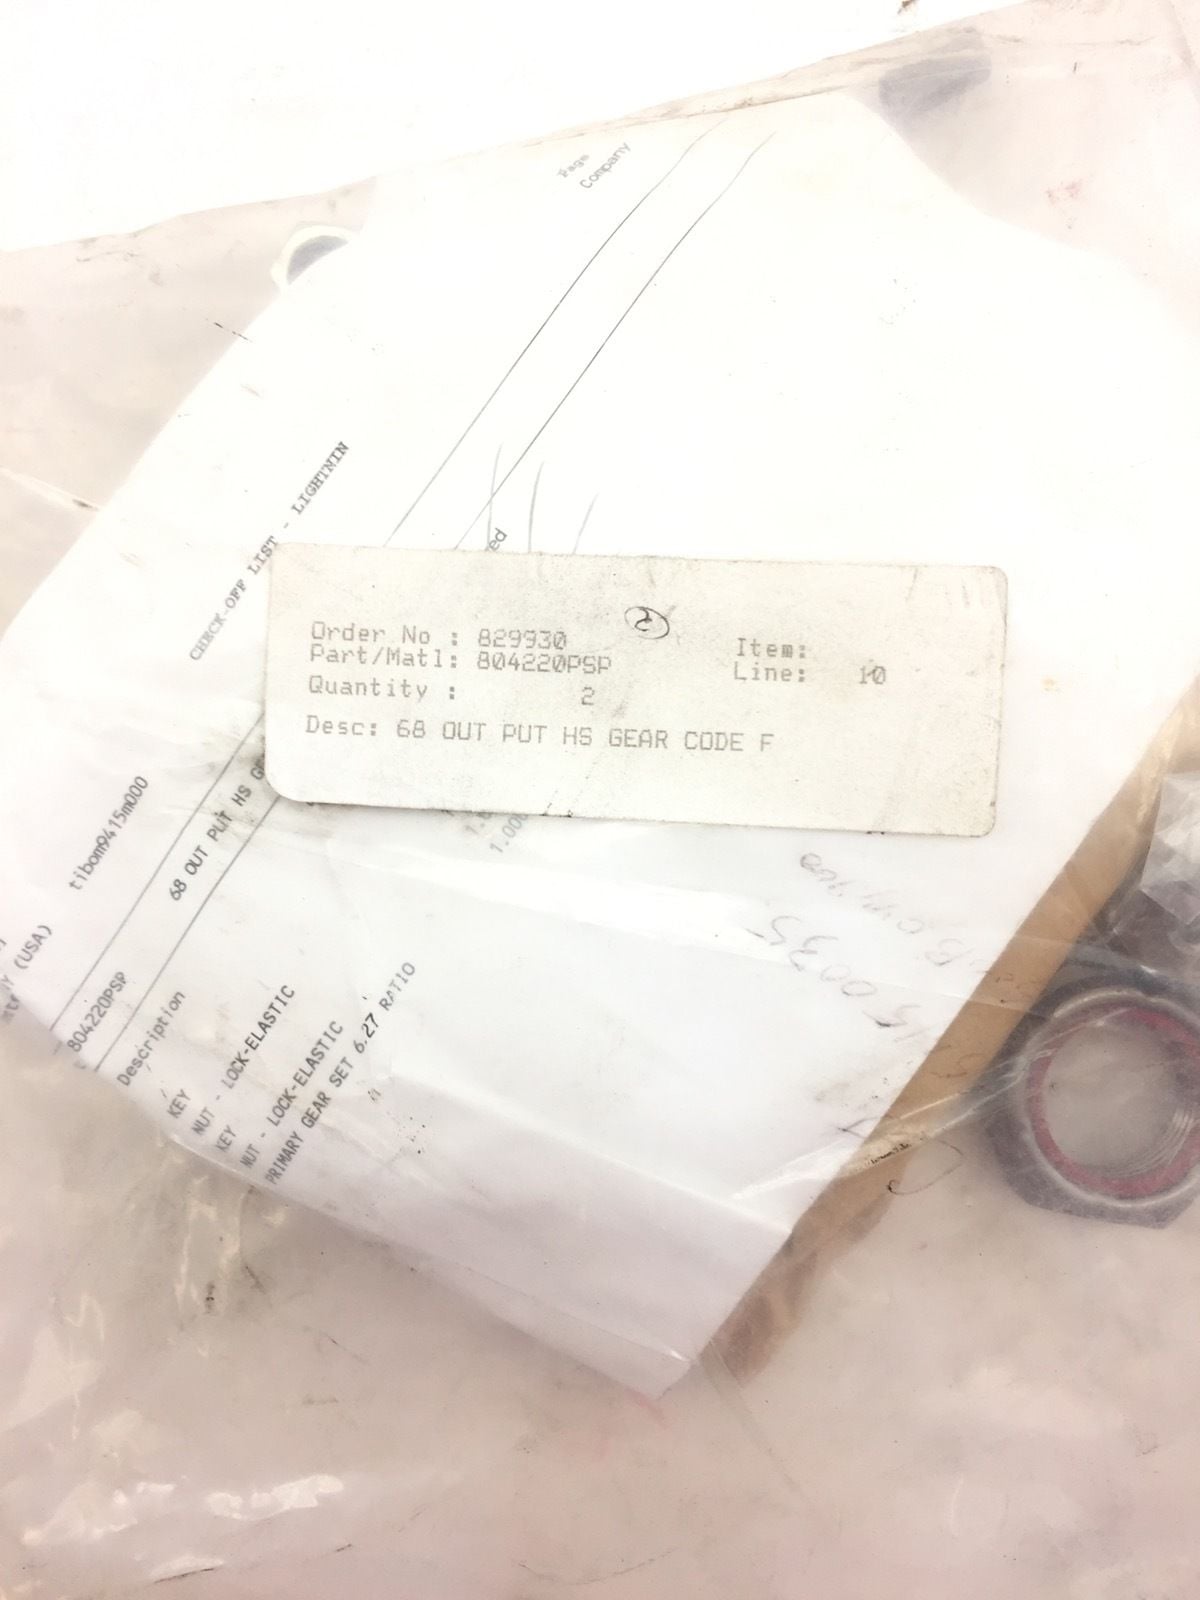 Page
Company
CHECK-OFF LIST - LIGHTNIN
ed
Order No : 829930
Part/Matl: 804220PSP
Quantity : 2
Item:
Line: 10
Desc: 68 OUT PUT HS GEAR CODE F
tibom9415m000
(USA)
804220PSP
68 OUT PUT HS
Description
KEY
NUT - LOCK-ELASTIC
KEY
NUT - LOCK-ELASTIC
PRIMARY GEAR SET 6.27 RATIO